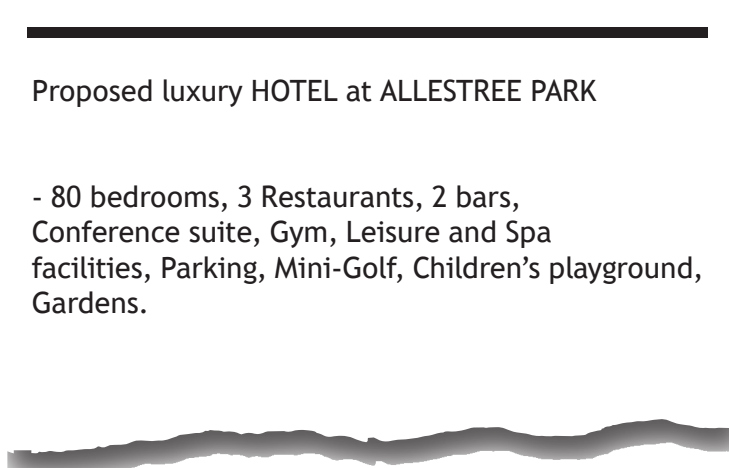 Proposed luxury HOTEL at ALLESTREE PARK
- 80 bedrooms, 3 Restaurants, 2 bars,
Conference suite, Gym, Leisure and Spa
facilities, Parking, Mini-Golf, Children’s playground,
Gardens.